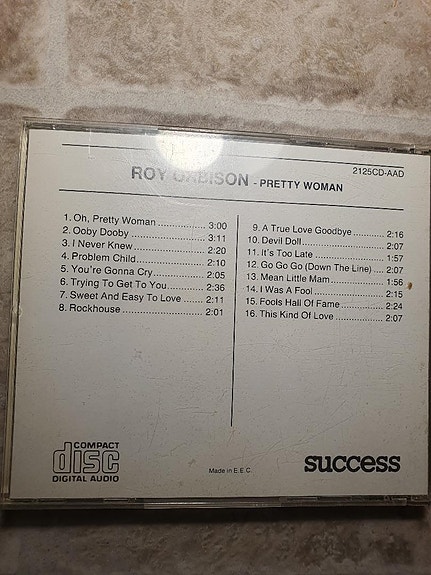 2125CD-AAD
ROY ORBISON - PRETTY WOMAN
1. Oh, Pretty Woman ................ 3:00
2. Ooby Dooby ........................ 3:11
3. I Never Knew ....................... 2:20
4. Problem Child ...................... 2:10
5. You're Gonna Cry ................ 2:05
6. Trying To Get To You ........... 2:36
7. Sweet And Easy To Love ..... 2:11
8. Rockhouse .......................... 2:01
9. A True Love Goodbye .......... 2:16
10. Devil Doll ........................... 2:07
11. It's Too Late ....................... 1:57
12. Go Go Go (Down The Line) ... 2:07
13. Mean Little Mam ................. 1:56
14. I Was A Fool ...................... 2:15
15. Fools Hall Of Fame .............. 2:24
16. This Kind Of Love ............... 2:07
COMPACT
disc
DIGITAL AUDIO
Made in E.E.C.
success